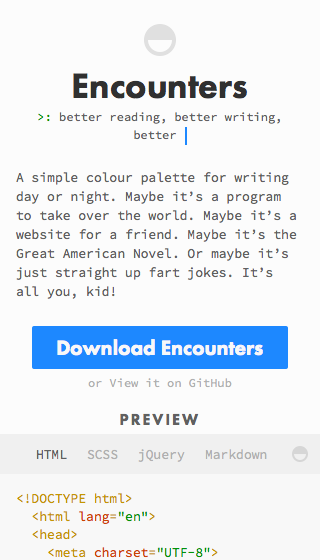 Encounters
>: better reading, better writing,
better
A simple colour palette for writing
day or night. Maybe it’s a program
to take over the world. Maybe it’s a
website for a friend. Maybe it’s the
Great American Novel. Or maybe it’s
just straight up fart jokes. It’s
all you, kid!
Download Encounters
or View it on GitHub
PREVIEW
HTML SCSS jQuery Markdown
<!DOCTYPE html>
<html lang="en">
<head>
<meta charset="UTF-8">